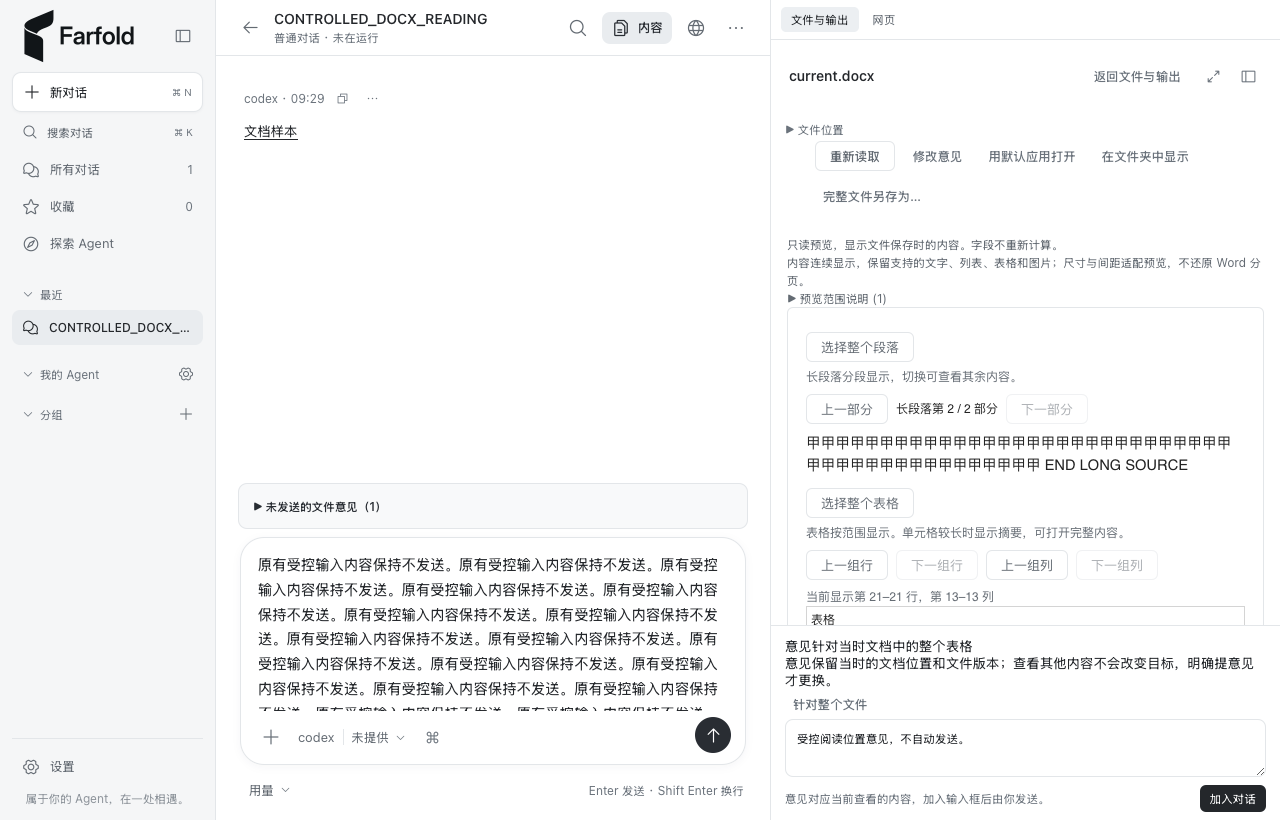 Farfold
新对话
⌘ N
搜索对话
⌘ K
所有对话
1
收藏
0
探索 Agent
最近
CONTROLLED_DOCX_...
我的 Agent
分组
设置
属于你的 Agent，在一处相遇。
CONTROLLED_DOCX_READING
普通对话 · 未在运行
内容
codex · 09:29
文档样本
未发送的文件意见（1）
原有受控输入内容保持不发送。原有受控输入内容保持不发送。原有受控
输入内容保持不发送。原有受控输入内容保持不发送。原有受控输入内容
保持不发送。原有受控输入内容保持不发送。原有受控输入内容保持不发
送。原有受控输入内容保持不发送。原有受控输入内容保持不发送。原有
受控输入内容保持不发送。原有受控输入内容保持不发送。原有受控输入
内容保持不发送。原有受控输入内容保持不发送。原有受控输入内容保持
codex
未提供
⌘
用量
Enter 发送 · Shift Enter 换行
文件与输出
网页
current.docx
返回文件与输出
文件位置
重新读取
修改意见
用默认应用打开
在文件夹中显示
完整文件另存为...
只读预览，显示文件保存时的内容。字段不重新计算。
内容连续显示，保留支持的文字、列表、表格和图片；尺寸与间距适配预览，不还原 Word 分
页。
预览范围说明 (1)
选择整个段落
长段落分段显示，切换可查看其余内容。
上一部分
长段落第 2 / 2 部分
下一部分
甲甲甲甲甲甲甲甲甲甲甲甲甲甲甲甲甲甲甲甲甲甲甲甲甲甲甲甲甲
甲甲甲甲甲甲甲甲甲甲甲甲甲甲甲甲 END LONG SOURCE
选择整个表格
表格按范围显示。单元格较长时显示摘要，可打开完整内容。
上一组行
下一组行
上一组列
下一组列
当前显示第 21–21 行，第 13–13 列
表格
意见针对当时文档中的整个表格
意见保留当时的文档位置和文件版本；查看其他内容不会改变目标，明确提意见
才更换。
针对整个文件
受控阅读位置意见，不自动发送。
意见对应当前查看的内容，加入输入框后由你发送。
加入对话